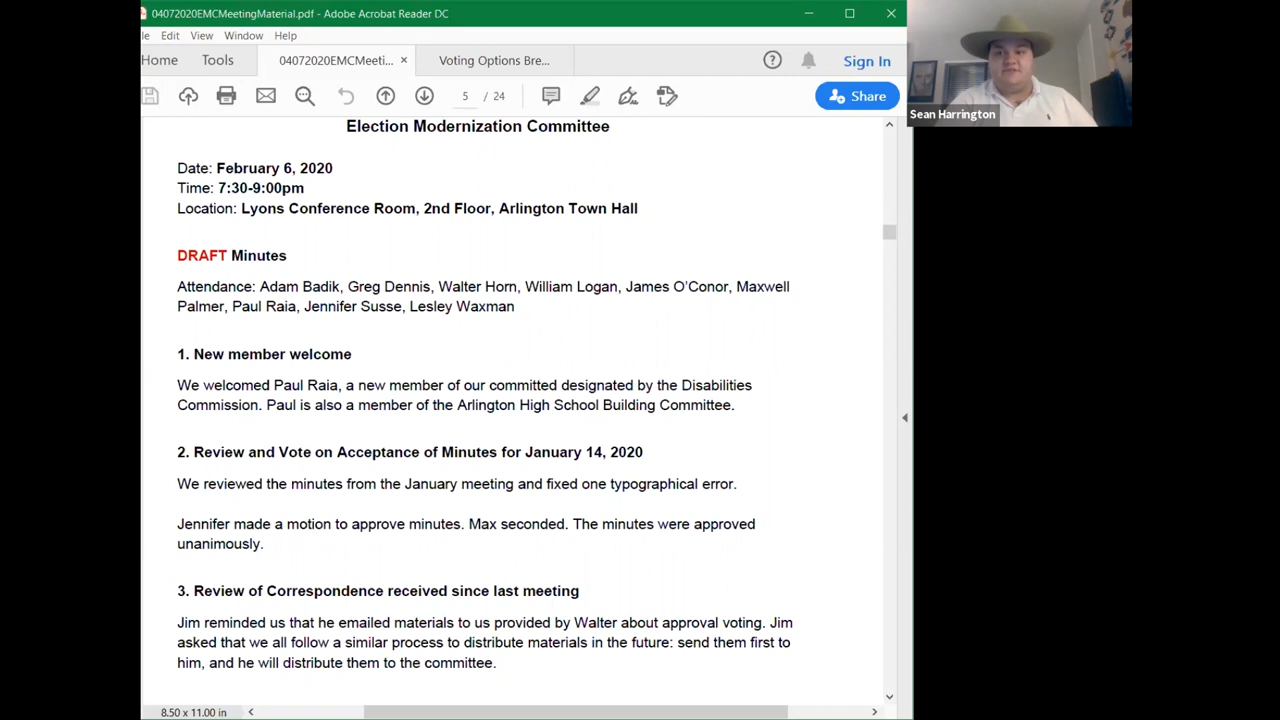 04072020EMCMeetingMaterial.pdf - Adobe Acrobat Reader DC
le Edit View Window Help
Home Tools 04072020EMCMeeti... × Voting Options Bre... Sign In
5 / 24 Share
Sean Harrington
Election Modernization Committee
Date: February 6, 2020
Time: 7:30-9:00pm
Location: Lyons Conference Room, 2nd Floor, Arlington Town Hall
DRAFT Minutes
Attendance: Adam Badik, Greg Dennis, Walter Horn, William Logan, James O'Conor, Maxwell
Palmer, Paul Raia, Jennifer Susse, Lesley Waxman
1. New member welcome
We welcomed Paul Raia, a new member of our committed designated by the Disabilities
Commission. Paul is also a member of the Arlington High School Building Committee.
2. Review and Vote on Acceptance of Minutes for January 14, 2020
We reviewed the minutes from the January meeting and fixed one typographical error.
Jennifer made a motion to approve minutes. Max seconded. The minutes were approved
unanimously.
3. Review of Correspondence received since last meeting
Jim reminded us that he emailed materials to us provided by Walter about approval voting. Jim
asked that we all follow a similar process to distribute materials in the future: send them first to
him, and he will distribute them to the committee.
8.50 x 11.00 in